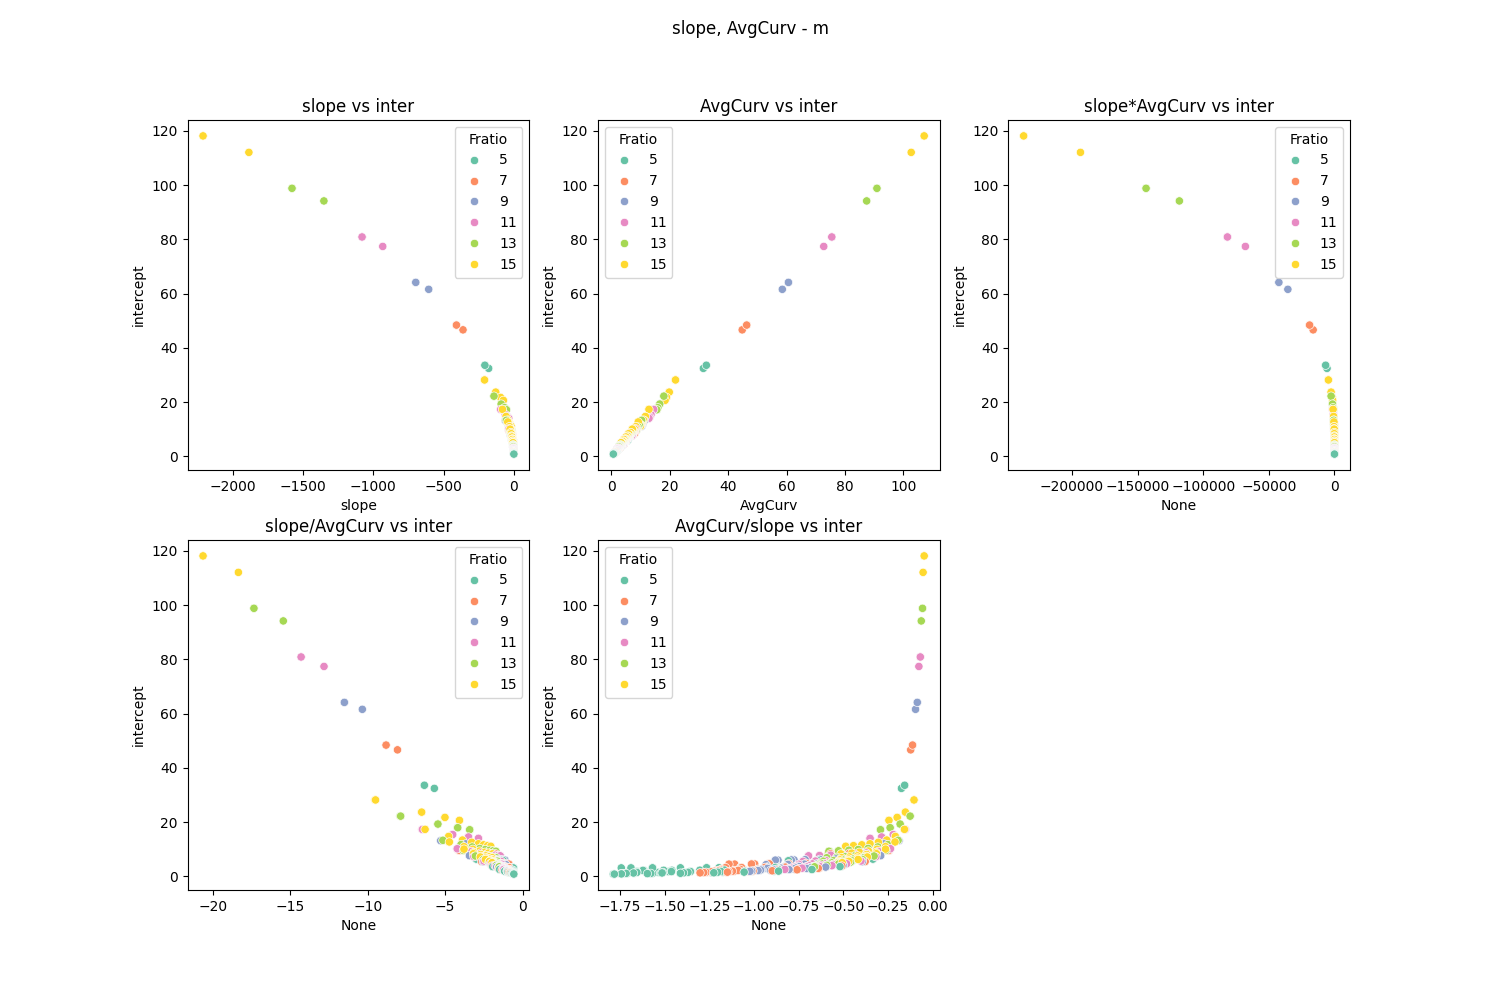 slope, AvgCurv - m
slope vs inter
120
100
80
60
40
20
0
intercept
Fratio
5
7
9
11
13
15
−2000 −1500 −1000 −500 0
slope
AvgCurv vs inter
120
100
80
60
40
20
0
intercept
Fratio
5
7
9
11
13
15
0 20 40 60 80 100
AvgCurv
slope*AvgCurv vs inter
120
100
80
60
40
20
0
intercept
Fratio
5
7
9
11
13
15
−200000 −150000 −100000 −50000 0
None
slope/AvgCurv vs inter
120
100
80
60
40
20
0
intercept
Fratio
5
7
9
11
13
15
−20 −15 −10 −5 0
None
AvgCurv/slope vs inter
120
100
80
60
40
20
0
intercept
Fratio
5
7
9
11
13
15
−1.75 −1.50 −1.25 −1.00 −0.75 −0.50 −0.25 0.00
None